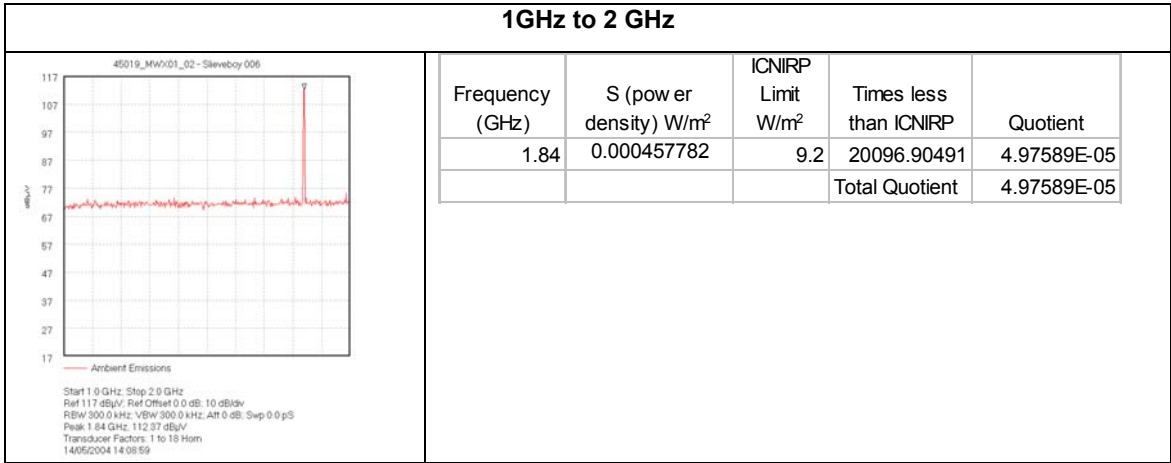 1GHz to 2 GHz
45019_MWX01_02 - Slieveboy 006
117
107
97
87
77
67
57
47
37
27
17
dBµV
Ambient Emissions
Start 1.0 GHz; Stop 2.0 GHz
Ref 117 dBµV; Ref Offset 0.0 dB; 10 dB/div
RBW 300.0 kHz; VBW 300.0 kHz; Att 0 dB; Swp 0.0 pS
Peak 1.84 GHz, 112.37 dBµV
Transducer Factors: 1 to 18 Horn
14/05/2004 14:08:59
Frequency (GHz) S (pow er density) W/m² ICNIRP Limit W/m² Times less than ICNIRP Quotient
1.84 0.000457782 9.2 20096.90491 4.97589E-05
Total Quotient 4.97589E-05